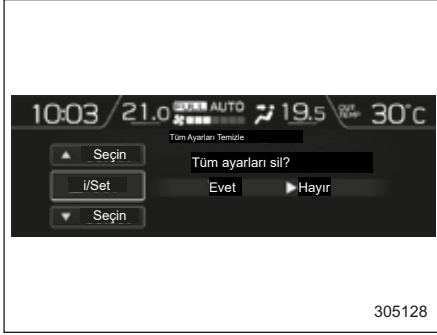 10:03 21.0 FULL AUTO 19.5 OUT TEMP 30°C
Tüm Ayarları Temizle
▲ Seçin
Tüm ayarları sil?
i/Set
Evet ▶Hayır
▼ Seçin
305128